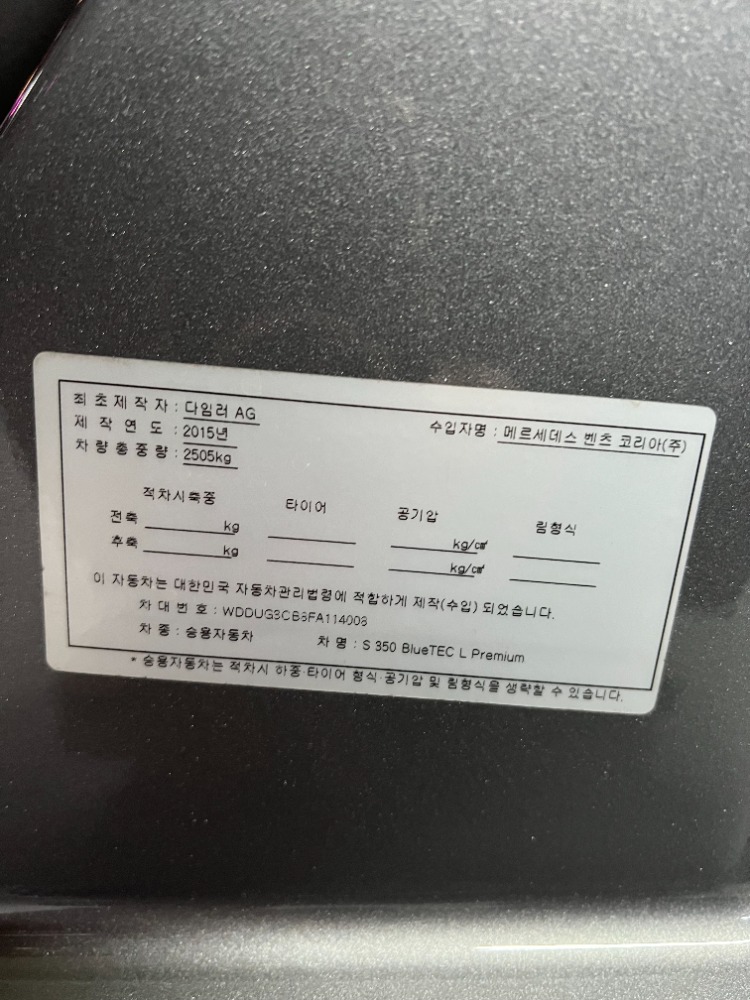 최초제작자 : 다임러 AG
수입자명 : 메르세데스 벤츠 코리아(주)
제 작 연 도 : 2015년
차량총중량 : 2505kg
적차시축중 타이어 공기압 림형식
전축 kg kg/㎠
후축 kg kg/㎠
이 자동차는 대한민국 자동차관리법령에 적합하게 제작(수입) 되었습니다.
차 대 번 호 :
차 종 : 승용자동차 차 명 : S 350 BlueTEC L Premium
* 승용자동차는 적차시 하중·타이어 형식·공기압 및 림형식을 생략할 수 있습니다.